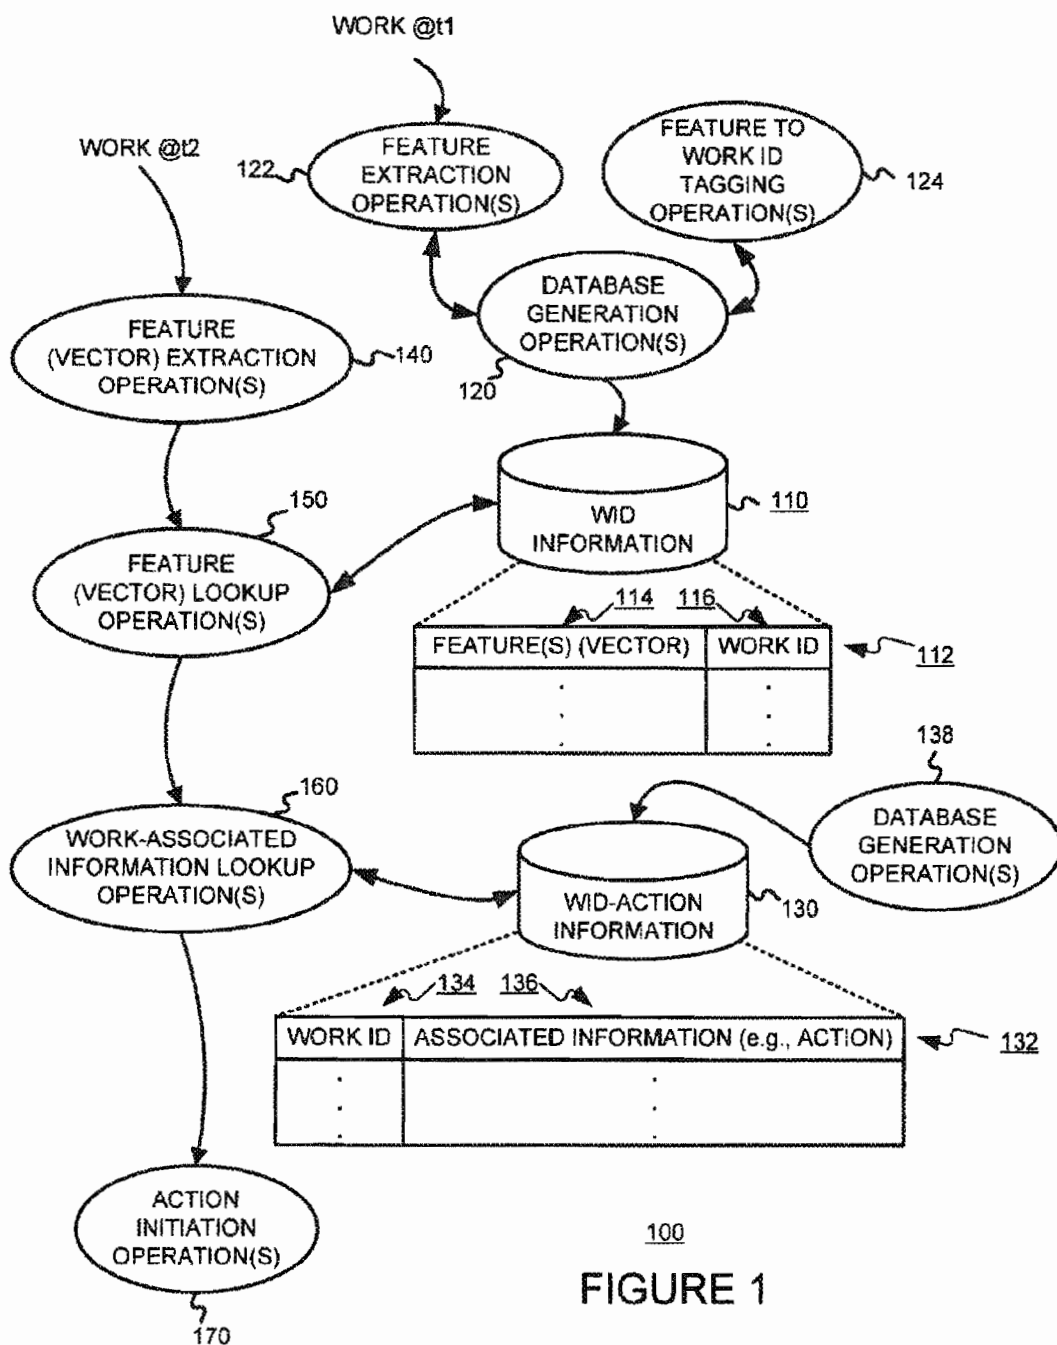 WORK @t1
WORK @t2
122
FEATURE
EXTRACTION
OPERATION(S)
FEATURE TO
WORK ID
TAGGING
OPERATION(S)
124
DATABASE
GENERATION
OPERATION(S)
120
FEATURE
(VECTOR) EXTRACTION
OPERATION(S)
140
150
WID
INFORMATION
110
FEATURE
(VECTOR) LOOKUP
OPERATION(S)
114
116
FEATURE(S) (VECTOR)
WORK ID
112
138
160
DATABASE
GENERATION
OPERATION(S)
WORK-ASSOCIATED
INFORMATION LOOKUP
OPERATION(S)
WID-ACTION
INFORMATION
130
134
136
WORK ID
ASSOCIATED INFORMATION (e.g., ACTION)
132
ACTION
INITIATION
OPERATION(S)
170
100
FIGURE 1